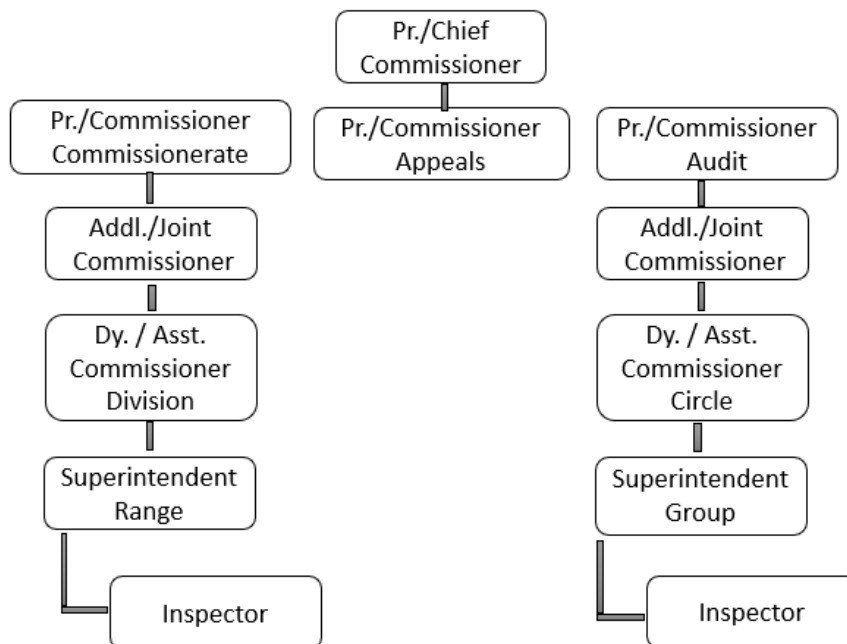 Pr./Chief
Commissioner
Pr./Commissioner
Commissionerate
Pr./Commissioner
Appeals
Pr./Commissioner
Audit
Addl./Joint
Commissioner
Addl./Joint
Commissioner
Dy. / Asst.
Commissioner
Division
Dy. / Asst.
Commissioner
Circle
Superintendent
Range
Superintendent
Group
Inspector
Inspector